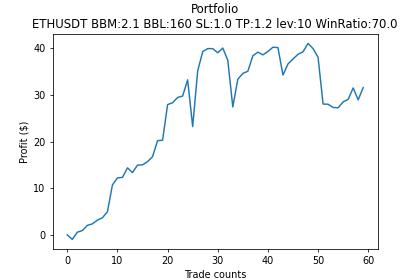 Portfolio
ETHUSDT BBM:2.1 BBL:160 SL:1.0 TP:1.2 lev:10 WinRatio:70.0
40
30
20
10
0
Profit ($)
0 10 20 30 40 50 60
Trade counts